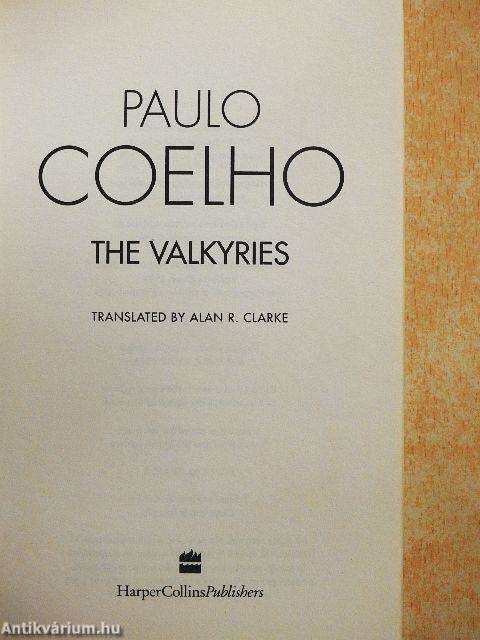 PAULO
COELHO
THE VALKYRIES
TRANSLATED BY ALAN R. CLARKE
HarperCollinsPublishers
Antikvárium.hu